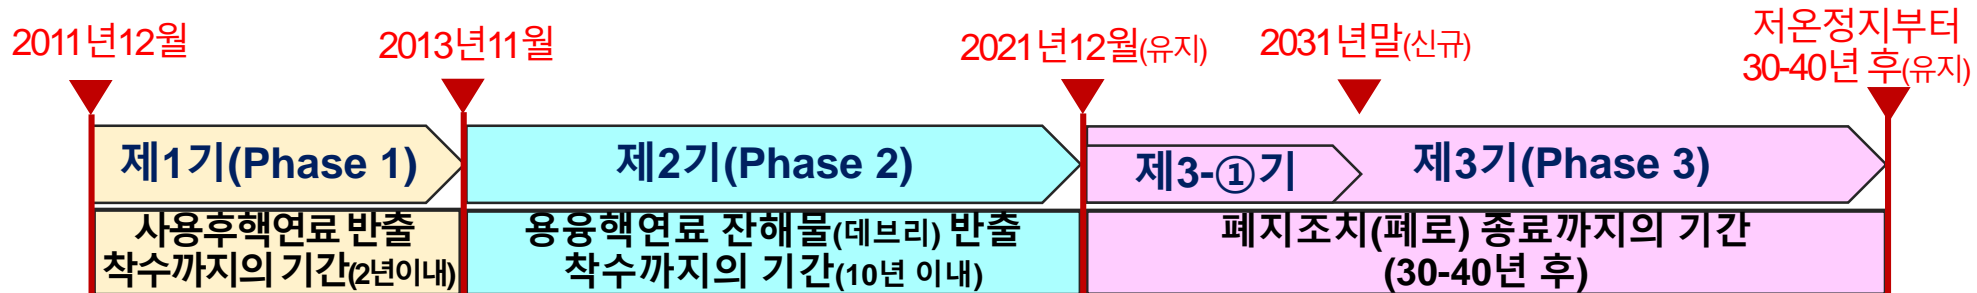 2011년12월
2013년11월
2021년12월(유지)
2031년말(신규)
저온정지부터
30-40년 후(유지)
제1기(Phase 1)
제2기(Phase 2)
제3-①기
제3기(Phase 3)
사용후핵연료 반출
착수까지의 기간(2년이내)
용융핵연료 잔해물(데브리) 반출
착수까지의 기간(10년 이내)
폐지조치(폐로) 종료까지의 기간
(30-40년 후)